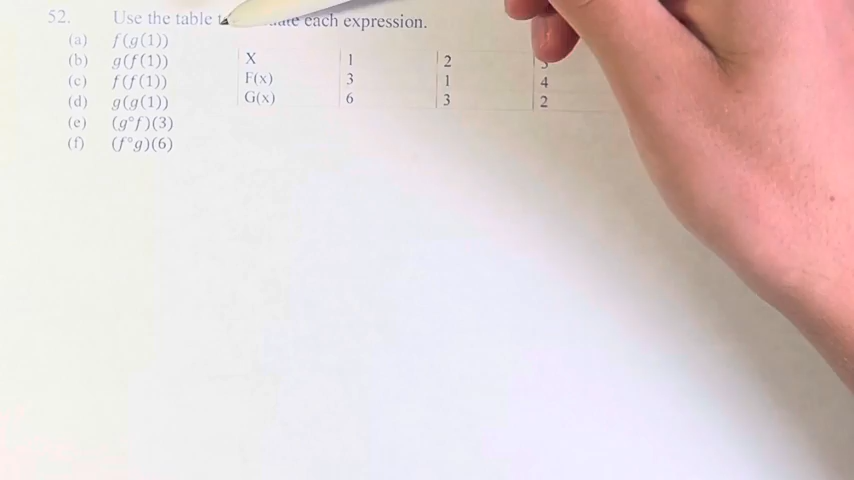 52. Use the table each expression.
(a) f(g(1))
(b) g(f(1))
(c) f(f(1))
(d) g(g(1))
(e) (g°f)(3)
(f) (f°g)(6)
X 1 2 3
F(x) 3 1 4
G(x) 6 3 2